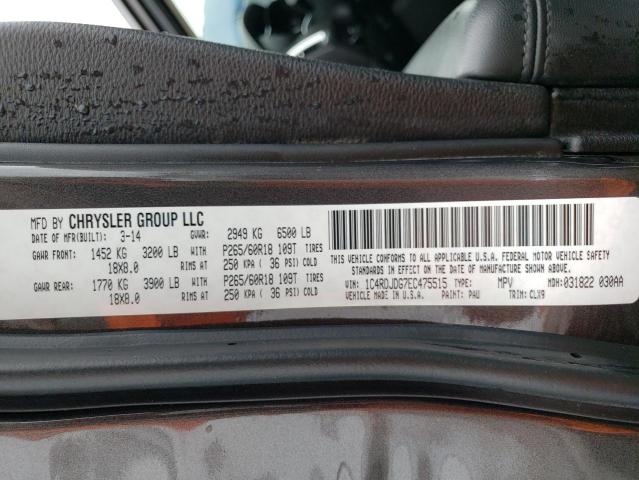 MFD BY CHRYSLER GROUP LLC
DATE OF MFR(BUILT): 3-14 GVWR: 2949 KG 6500 LB
GAWR FRONT: 1452 KG 3200 LB WITH P265/60R18 109T TIRES
18X8.0 RIMS AT 250 KPA ( 36 PSI) COLD
GAWR REAR: 1770 KG 3900 LB WITH P265/60R18 109T TIRES
18X8.0 RIMS AT 250 KPA ( 36 PSI) COLD
THIS VEHICLE CONFORMS TO ALL APPLICABLE U.S.A. FEDERAL MOTOR VEHICLE SAFETY
STANDARDS IN EFFECT ON THE DATE OF MANUFACTURE SHOWN ABOVE.
VIN: 1C4RDJDG7EC475515 TYPE: MPV MDH: 031822 030AA
VEHICLE MADE IN U.S.A. PAINT: PAU TRIM: CLX9